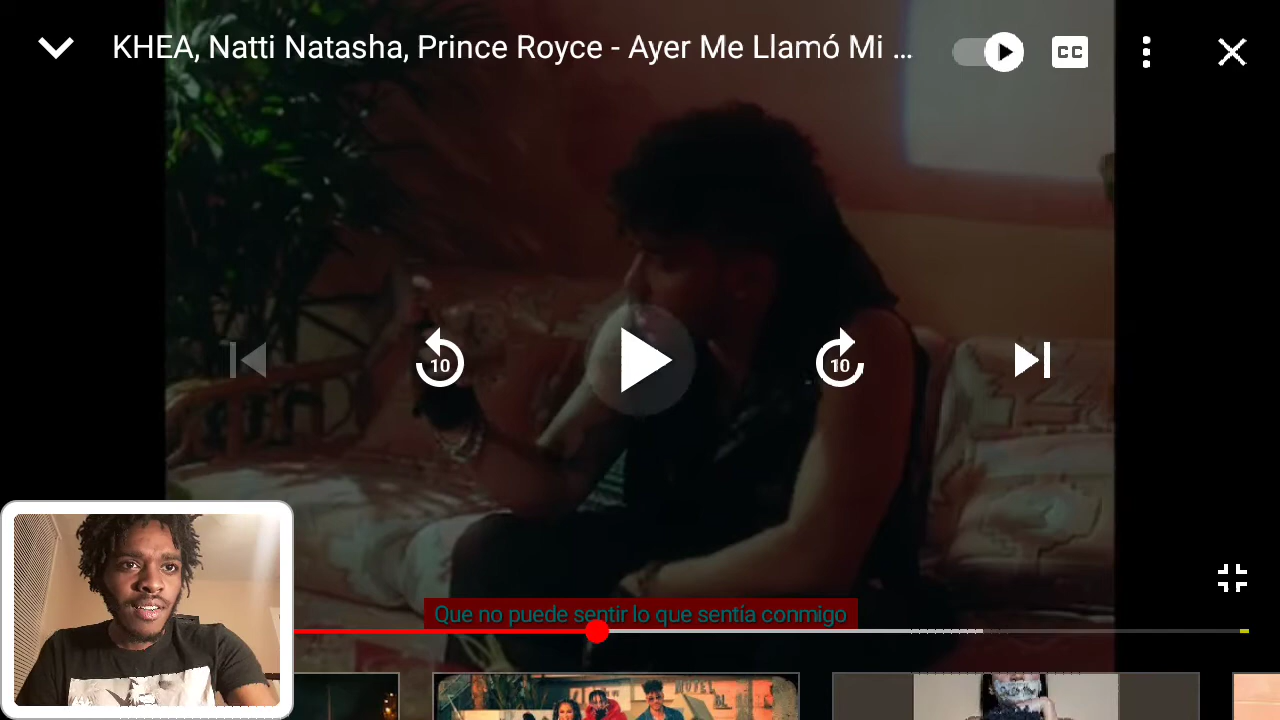 KHEA, Natti Natasha, Prince Royce - Ayer Me Llamó Mi ...
CC
10
10
Que no puede sentir lo que sentía conmigo
MOTEL